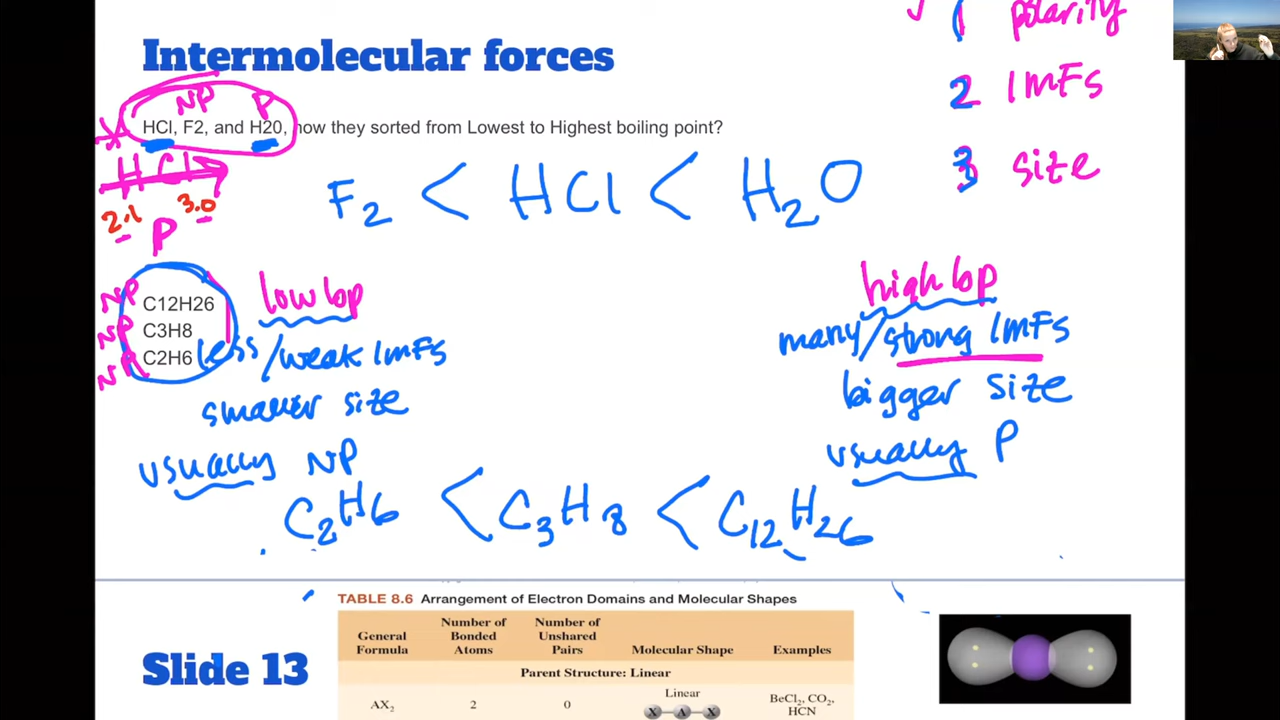 1 polarity
Intermolecular forces
2 IMFs
NP P
HCl, F2, and H20, how they sorted from Lowest to Highest boiling point?
H Cl
3 size
F2 < HCl < H2O
2.1 3.0
P
NP C12H26
NP C3H8
NP C2H6
low bp
less/weak IMFs
smaller size
usually NP
high bp
many/strong IMFs
bigger size
usually P
C2H6 < C3H8 < C12H26
TABLE 8.6 Arrangement of Electron Domains and Molecular Shapes
General Formula
Number of Bonded Atoms
Number of Unshared Pairs
Molecular Shape
Examples
Parent Structure: Linear
Slide 13
AX2
2
0
Linear
X A X
BeCl2, CO2,
HCN